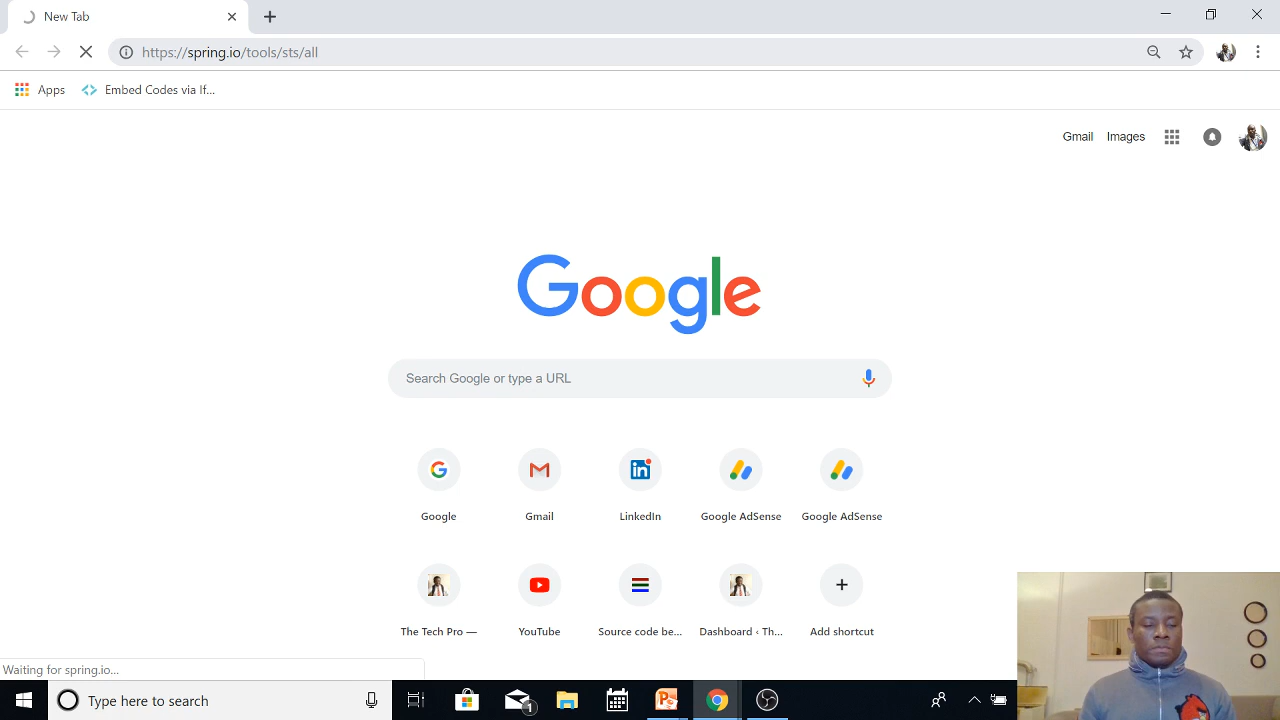 New Tab
https://spring.io/tools/sts/all
Apps
Embed Codes via If...
Gmail Images
Google
Search Google or type a URL
Google Gmail LinkedIn Google AdSense Google AdSense
The Tech Pro — YouTube Source code be... Dashboard ‹ Th... Add shortcut
Waiting for spring.io...
Type here to search
1